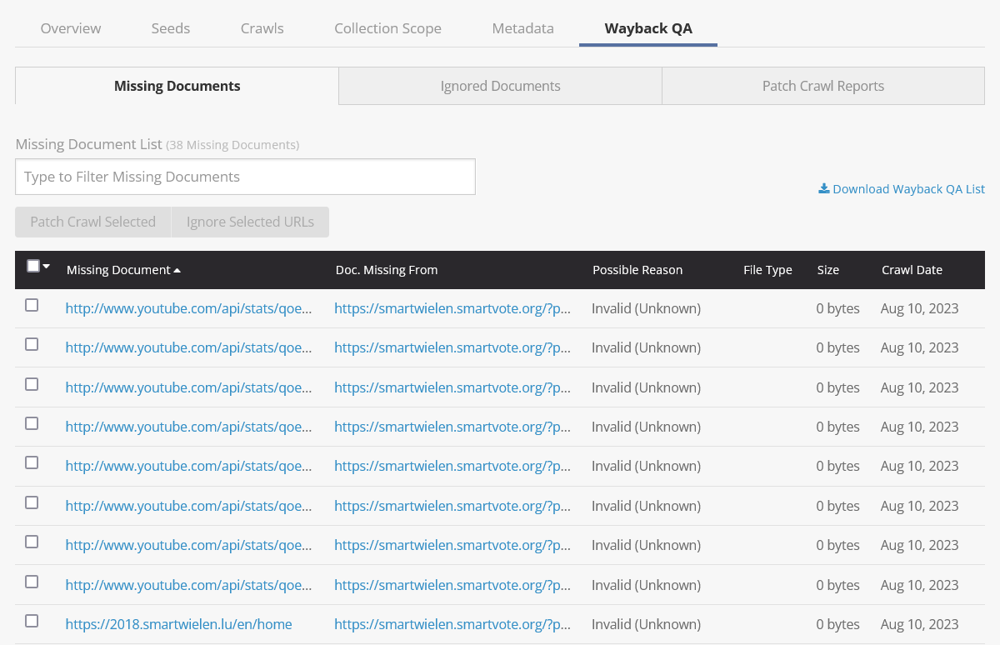 Overview Seeds Crawls Collection Scope Metadata Wayback QA
Missing Documents Ignored Documents Patch Crawl Reports
Missing Document List (38 Missing Documents)
Type to Filter Missing Documents
Download Wayback QA List
Patch Crawl Selected Ignore Selected URLs
Missing Document Doc. Missing From Possible Reason File Type Size Crawl Date
http://www.youtube.com/api/stats/qoe... https://smartwielen.smartvote.org/?p... Invalid (Unknown) 0 bytes Aug 10, 2023
http://www.youtube.com/api/stats/qoe... https://smartwielen.smartvote.org/?p... Invalid (Unknown) 0 bytes Aug 10, 2023
http://www.youtube.com/api/stats/qoe... https://smartwielen.smartvote.org/?p... Invalid (Unknown) 0 bytes Aug 10, 2023
http://www.youtube.com/api/stats/qoe... https://smartwielen.smartvote.org/?p... Invalid (Unknown) 0 bytes Aug 10, 2023
http://www.youtube.com/api/stats/qoe... https://smartwielen.smartvote.org/?p... Invalid (Unknown) 0 bytes Aug 10, 2023
http://www.youtube.com/api/stats/qoe... https://smartwielen.smartvote.org/?p... Invalid (Unknown) 0 bytes Aug 10, 2023
http://www.youtube.com/api/stats/qoe... https://smartwielen.smartvote.org/?p... Invalid (Unknown) 0 bytes Aug 10, 2023
http://www.youtube.com/api/stats/qoe... https://smartwielen.smartvote.org/?p... Invalid (Unknown) 0 bytes Aug 10, 2023
https://2018.smartwielen.lu/en/home https://smartwielen.smartvote.org/?p... Invalid (Unknown) 0 bytes Aug 10, 2023